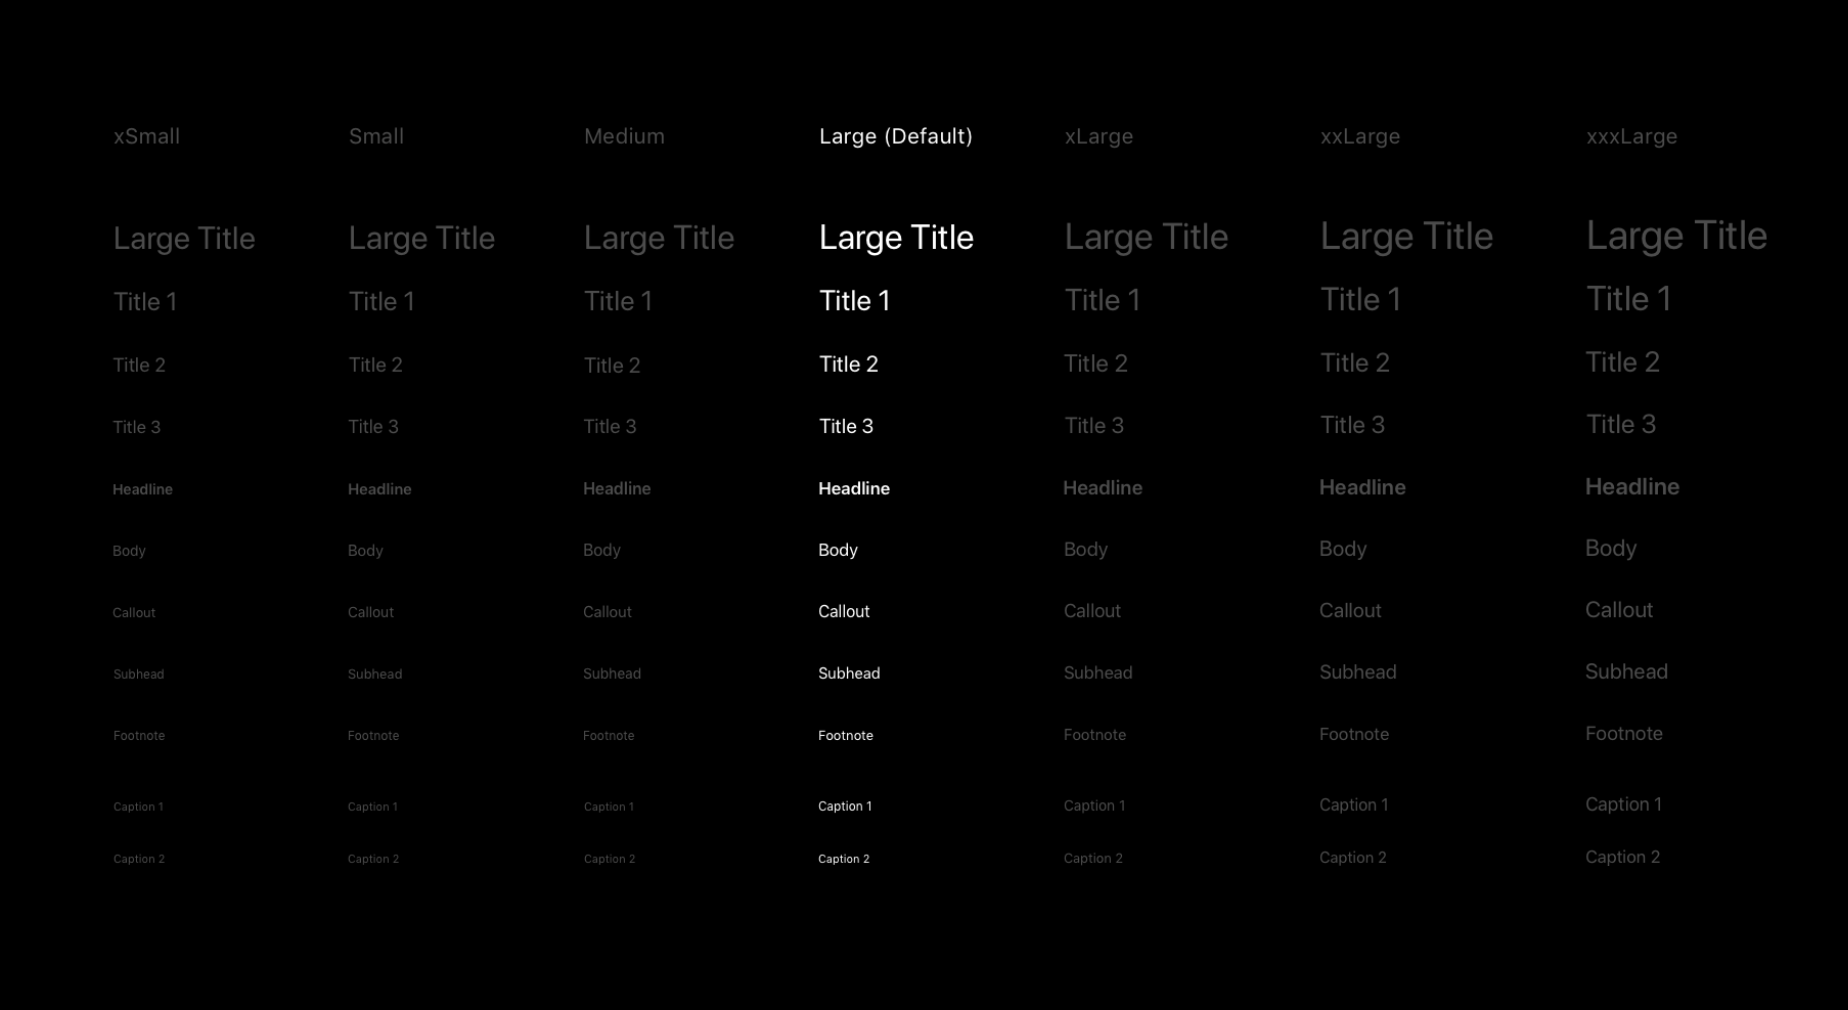 xSmall Small Medium Large (Default) xLarge xxLarge xxxLarge
Large Title Large Title Large Title Large Title Large Title Large Title Large Title
Title 1 Title 1 Title 1 Title 1 Title 1 Title 1 Title 1
Title 2 Title 2 Title 2 Title 2 Title 2 Title 2 Title 2
Title 3 Title 3 Title 3 Title 3 Title 3 Title 3 Title 3
Headline Headline Headline Headline Headline Headline Headline
Body Body Body Body Body Body Body
Callout Callout Callout Callout Callout Callout Callout
Subhead Subhead Subhead Subhead Subhead Subhead Subhead
Footnote Footnote Footnote Footnote Footnote Footnote Footnote
Caption 1 Caption 1 Caption 1 Caption 1 Caption 1 Caption 1 Caption 1
Caption 2 Caption 2 Caption 2 Caption 2 Caption 2 Caption 2 Caption 2